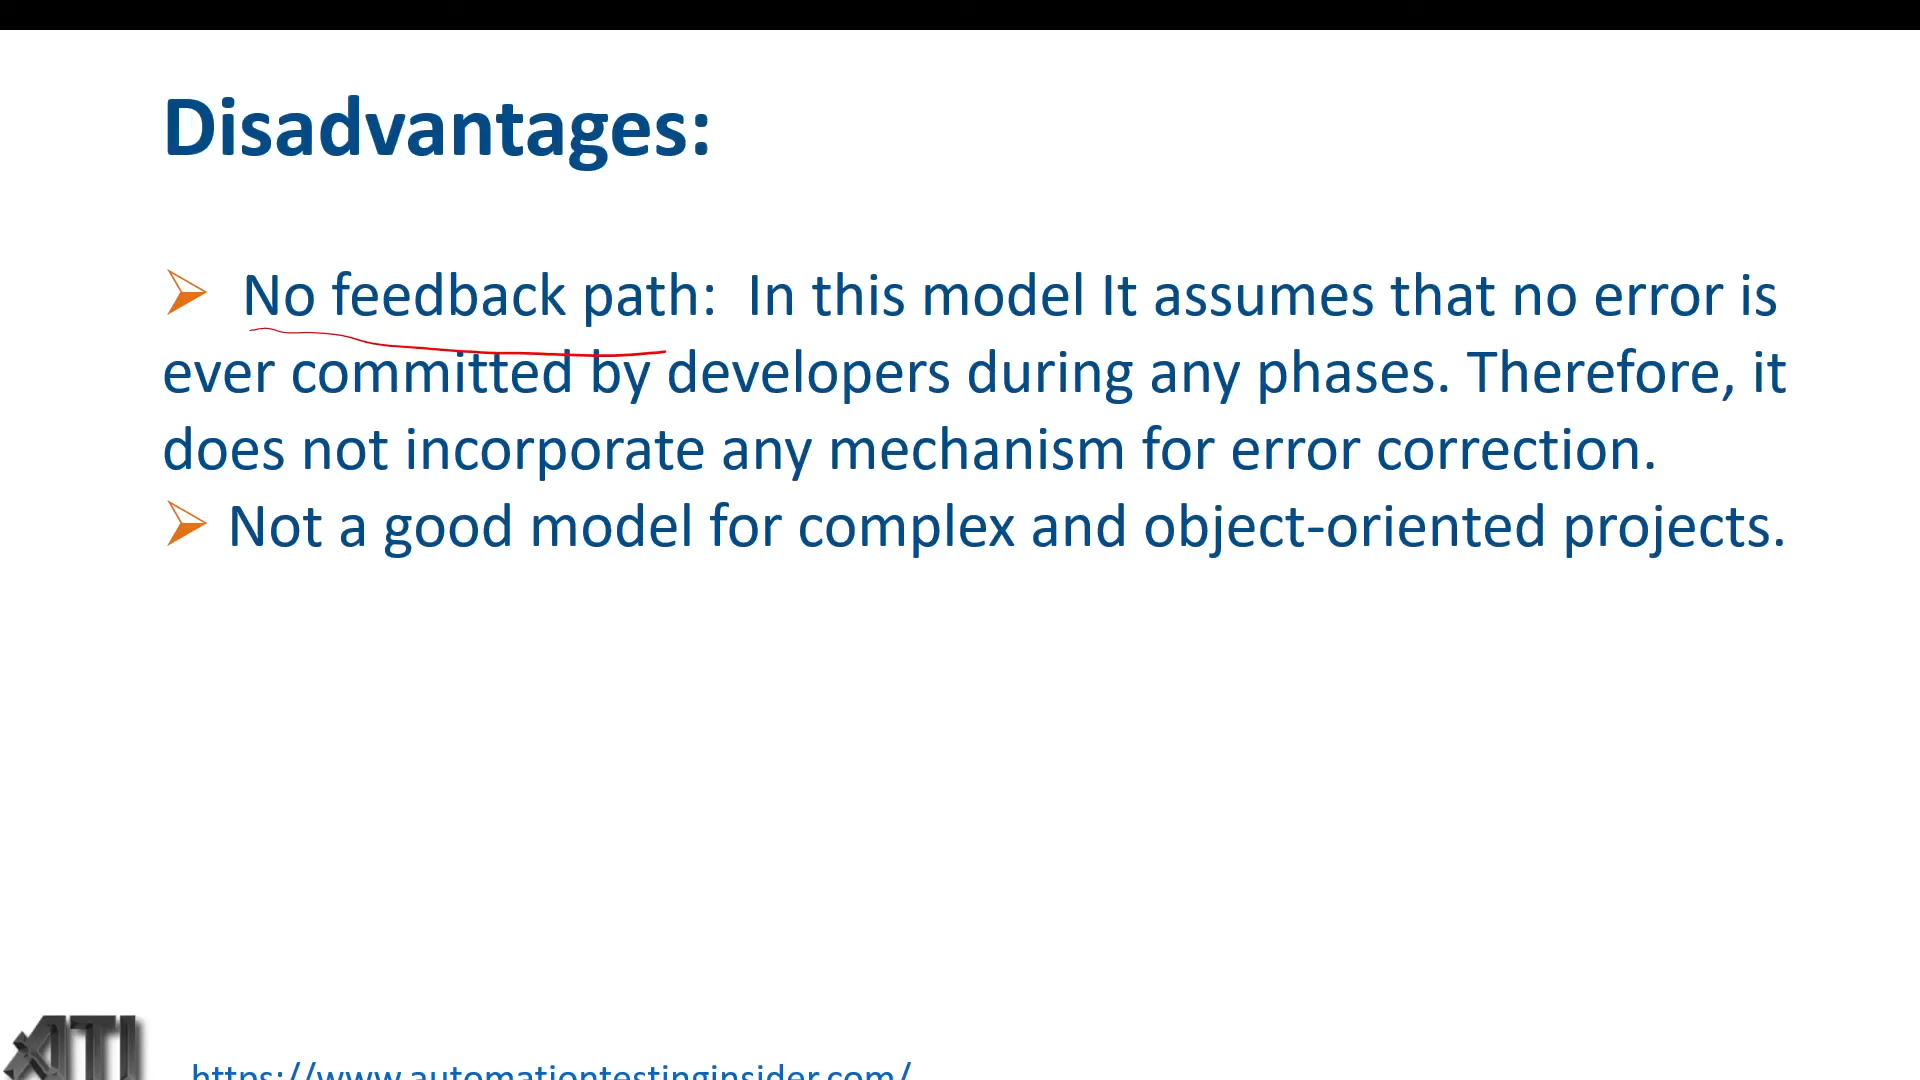 Disadvantages:
➢ No feedback path: In this model It assumes that no error is
ever committed by developers during any phases. Therefore, it
does not incorporate any mechanism for error correction.
➢ Not a good model for complex and object-oriented projects.
ATI
https://www.automationtestinginsider.com/